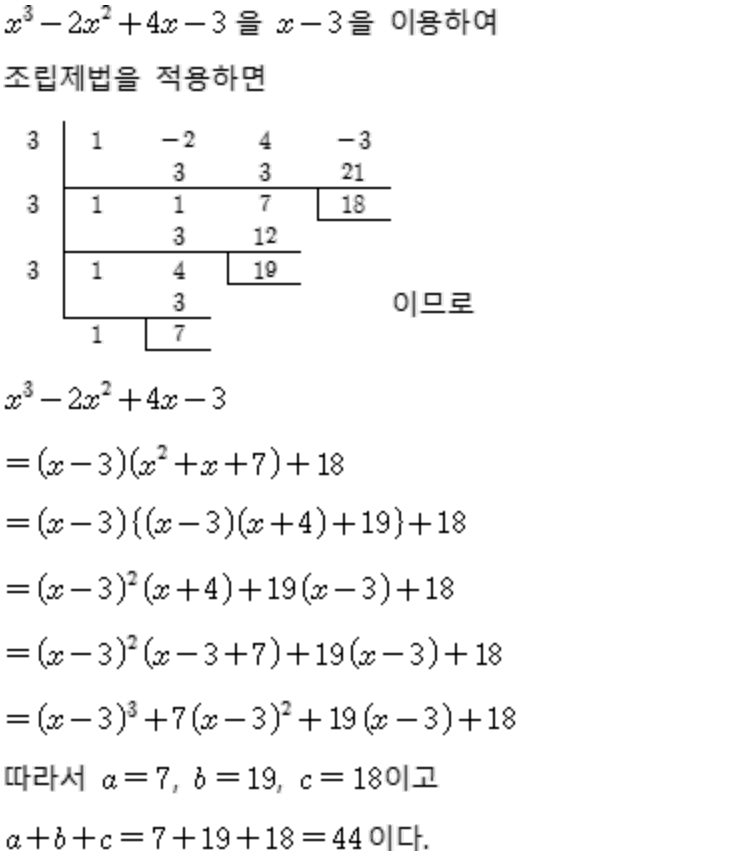 x³−2x²+4x−3 을 x−3을 이용하여
조립제법을 적용하면
3 1 −2 4 −3
3 3 21
3 1 1 7 18
3 12
3 1 4 19
3
이므로
1 7
x³−2x²+4x−3
=(x−3)(x²+x+7)+18
=(x−3){(x−3)(x+4)+19}+18
=(x−3)²(x+4)+19(x−3)+18
=(x−3)²(x−3+7)+19(x−3)+18
=(x−3)³+7(x−3)²+19(x−3)+18
따라서 a=7, b=19, c=18이고
a+b+c=7+19+18=44이다.